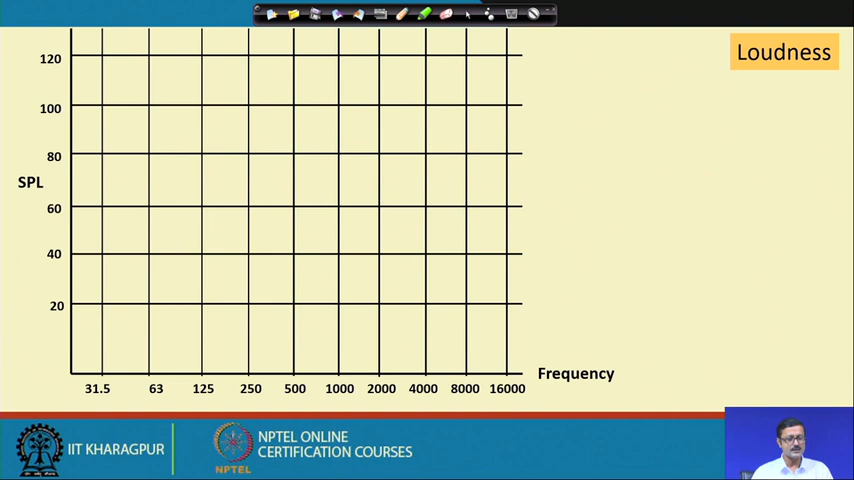 Loudness
120
100
80
SPL
60
40
20
Frequency
31.5 63 125 250 500 1000 2000 4000 8000 16000
IIT KHARAGPUR
NPTEL
NPTEL ONLINE
CERTIFICATION COURSES